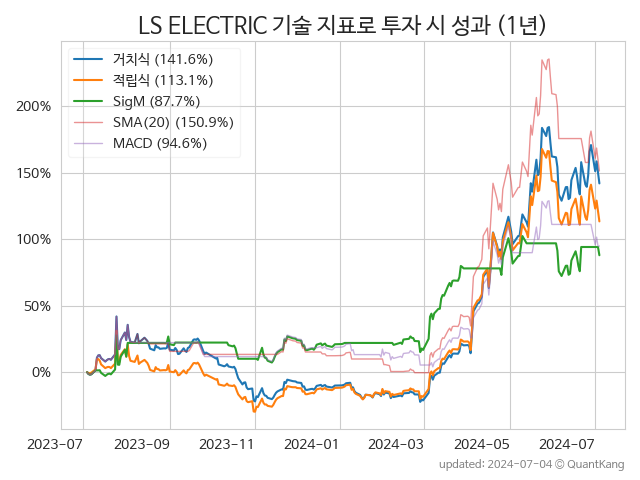 LS ELECTRIC 기술 지표로 투자 시 성과 (1년)
거치식 (141.6%)
적립식 (113.1%)
SigM (87.7%)
SMA(20) (150.9%)
MACD (94.6%)
200%
150%
100%
50%
0%
2023-07 2023-09 2023-11 2024-01 2024-03 2024-05 2024-07
updated: 2024-07-04 © QuantKang